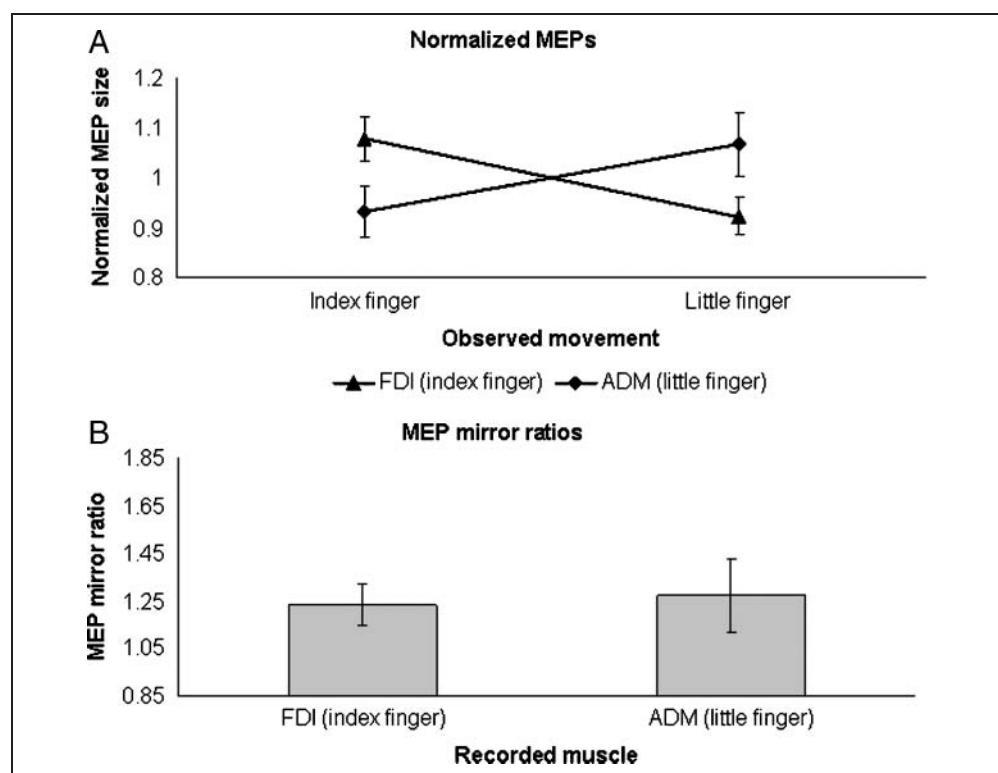 A
Normalized MEPs
Normalized MEP size
1.2
1.1
1
0.9
0.8
Index finger Little finger
Observed movement
FDI (index finger) ADM (little finger)
B
MEP mirror ratios
MEP mirror ratio
1.85
1.65
1.45
1.25
1.05
0.85
FDI (index finger) ADM (little finger)
Recorded muscle